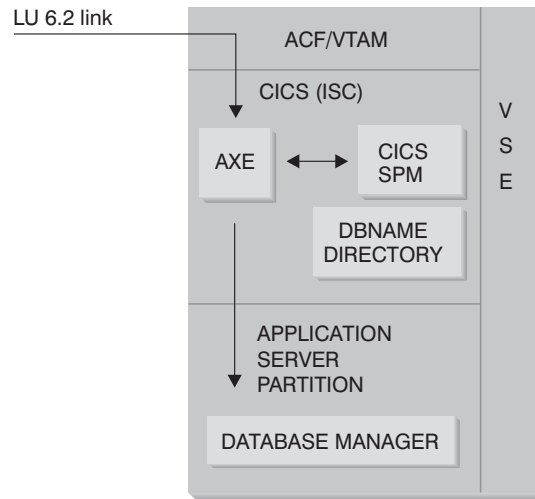 LU 6.2 link
ACF/VTAM
CICS (ISC)
V
S
E
AXE
CICS
SPM
DBNAME
DIRECTORY
APPLICATION
SERVER
PARTITION
DATABASE MANAGER